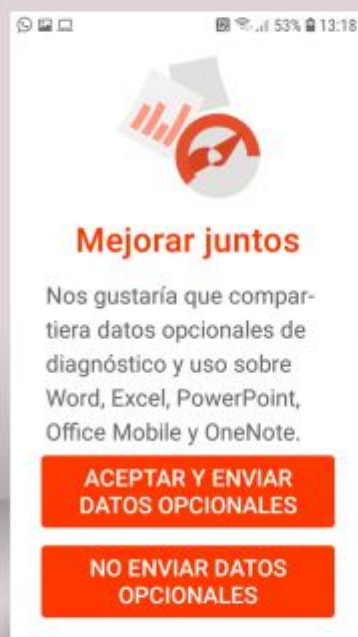 53% 13:18
Mejorar juntos
Nos gustaría que compar-
tiera datos opcionales de
diagnóstico y uso sobre
Word, Excel, PowerPoint,
Office Mobile y OneNote.
ACEPTAR Y ENVIAR
DATOS OPCIONALES
NO ENVIAR DATOS
OPCIONALES